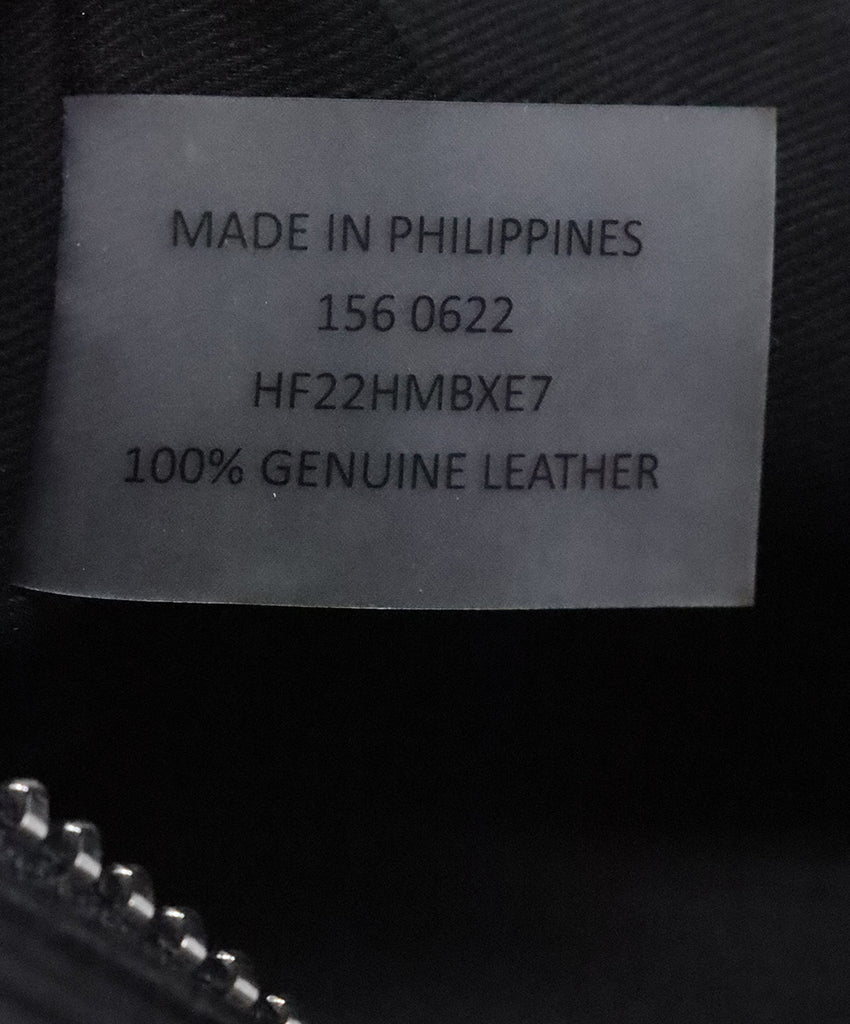 MADE IN PHILIPPINES
156 0622
HF22HMBXE7
100% GENUINE LEATHER